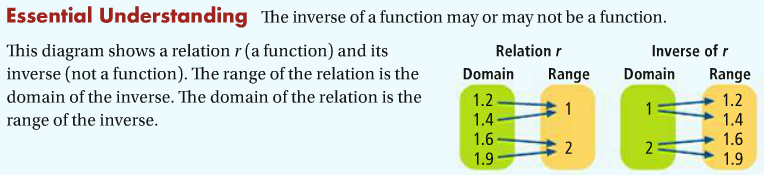 Essential Understanding The inverse of a function may or may not be a function.
This diagram shows a relation r (a function) and its
inverse (not a function). The range of the relation is the
domain of the inverse. The domain of the relation is the
range of the inverse.
Relation r
Domain Range
1.2
1.4
1.6
1.9
1
2
Inverse of r
Domain Range
1
2
1.2
1.4
1.6
1.9